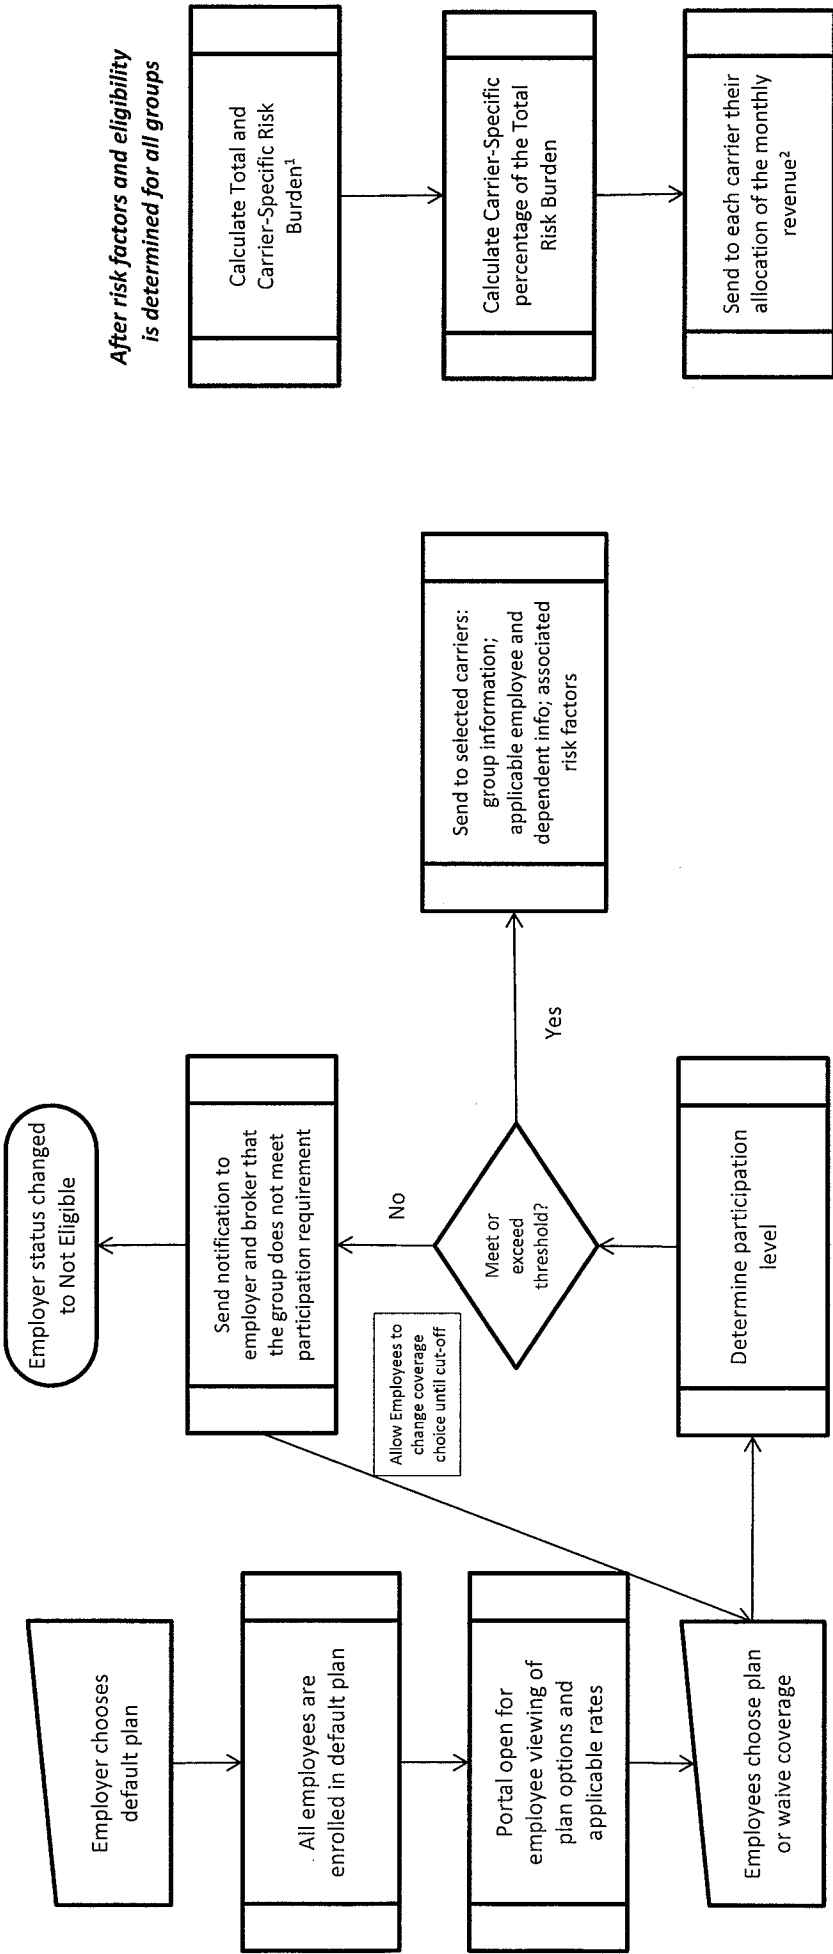 Employer chooses
default plan
All employees are
enrolled in default plan
Portal open for
employee viewing of
plan options and
applicable rates
Employees choose plan
or waive coverage
Employer status changed
to Not Eligible
Send notification to
employer and broker that
the group does not meet
participation requirement
Allow Employees to
change coverage
choice until cut-off
No
Meet or
exceed
threshold?
Yes
Determine participation
level
Send to selected carriers:
group information;
applicable employee and
dependent info; associated
risk factors
After risk factors and eligibility
is determined for all groups
Calculate Total and
Carrier-Specific Risk
Burden¹
Calculate Carrier-Specific
percentage of the Total
Risk Burden
Send to each carrier their
allocation of the monthly
revenue²